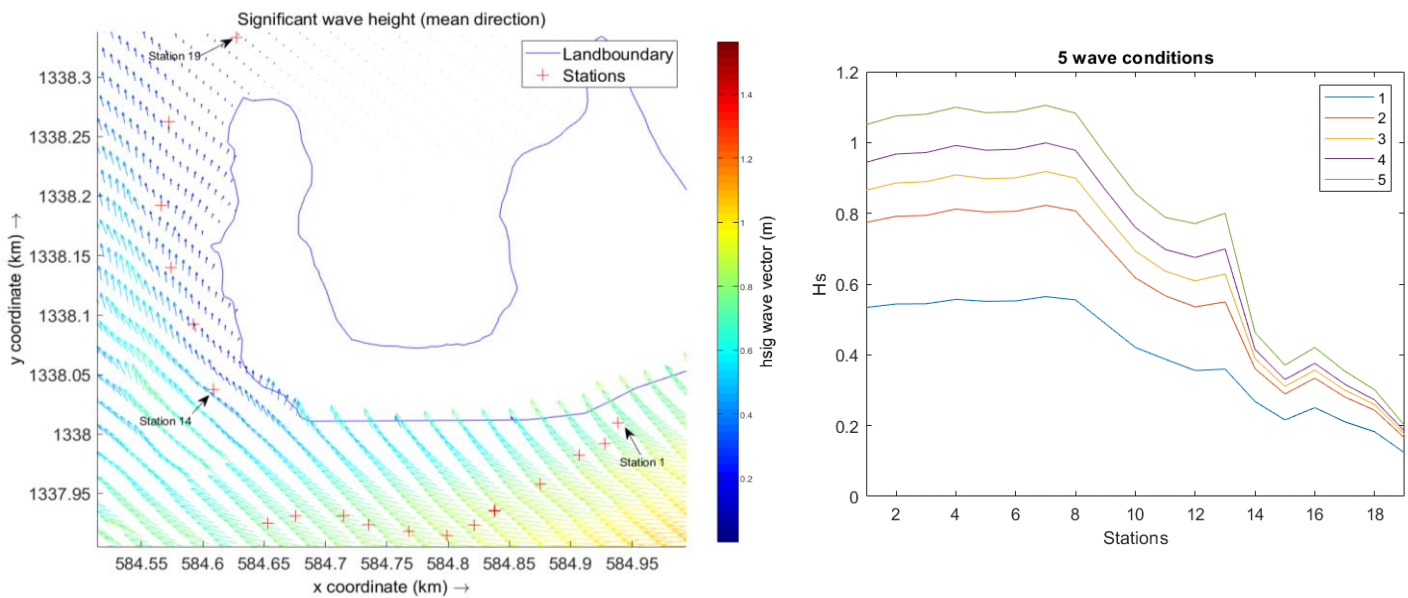 Significant wave height (mean direction)
Station 19
Landboundary
Stations
1338.3
1338.25
1338.2
1338.15
1338.1
1338.05
1338
1337.95
y coordinate (km) →
Station 14
Station 1
584.55 584.6 584.65 584.7 584.75 584.8 584.85 584.9 584.95
x coordinate (km) →
1.4
1.2
1
0.8
0.6
0.4
0.2
hsig wave vector (m)
5 wave conditions
1.2
1
0.8
0.6
0.4
0.2
0
Hs
1
2
3
4
5
2 4 6 8 10 12 14 16 18
Stations